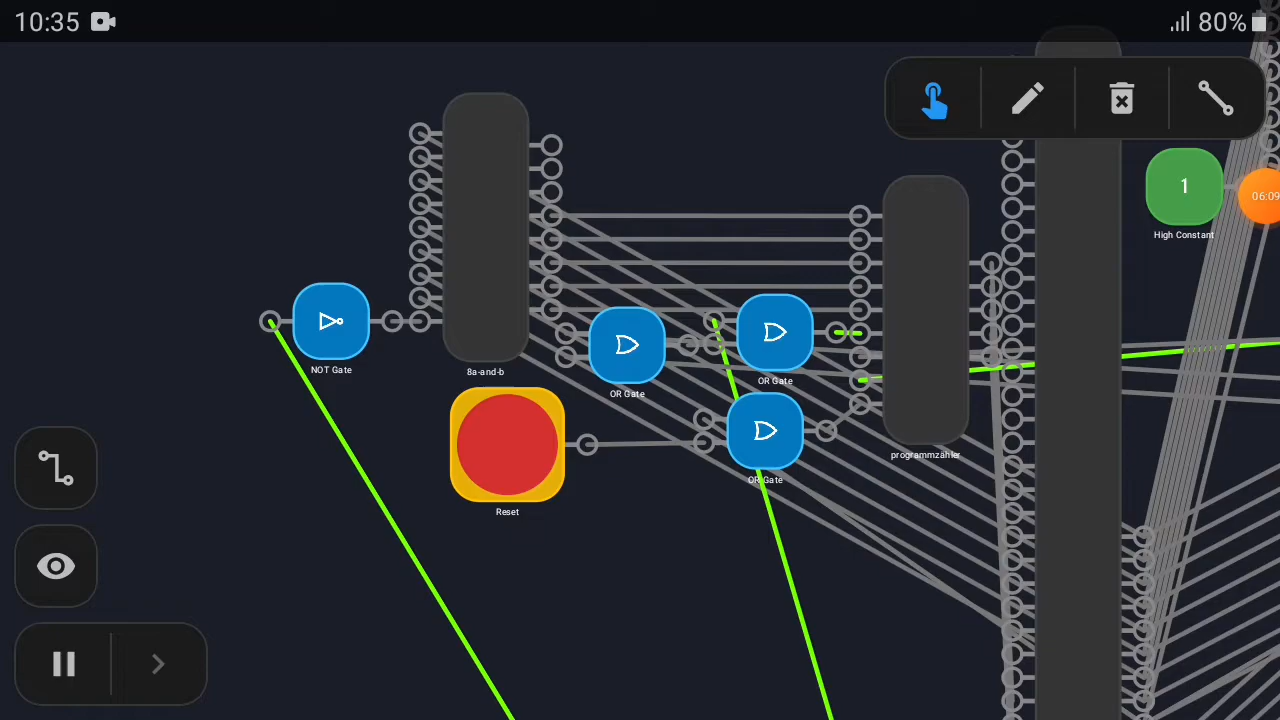 10:35
80%
1
High Constant
06:09
NOT Gate
8a-and-b
OR Gate
OR Gate
OR Gate
programmzähler
Reset